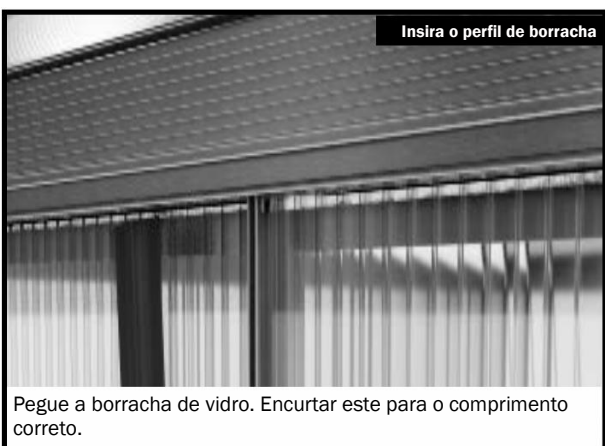 Insira o perfil de borracha
Pegue a borracha de vidro. Encurtar este para o comprimento
correto.